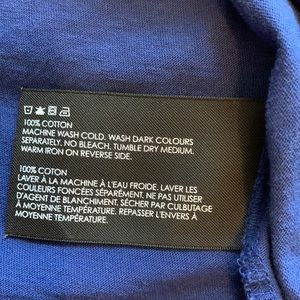 100% COTTON
MACHINE WASH COLD. WASH DARK COLOURS
SEPARATELY. NO BLEACH. TUMBLE DRY MEDIUM.
WARM IRON ON REVERSE SIDE.
100% COTTON
LAVER À LA MACHINE À L'EAU FROIDE. LAVER LES
COULEURS FONCÉES SÉPARÉMENT. NE PAS UTILISER
D'AGENT DE BLANCHIMENT. SÉCHER PAR CULBUTAGE
À MOYENNE TEMPÉRATURE. REPASSER L'ENVERS À
MOYENNE TEMPÉRATURE.